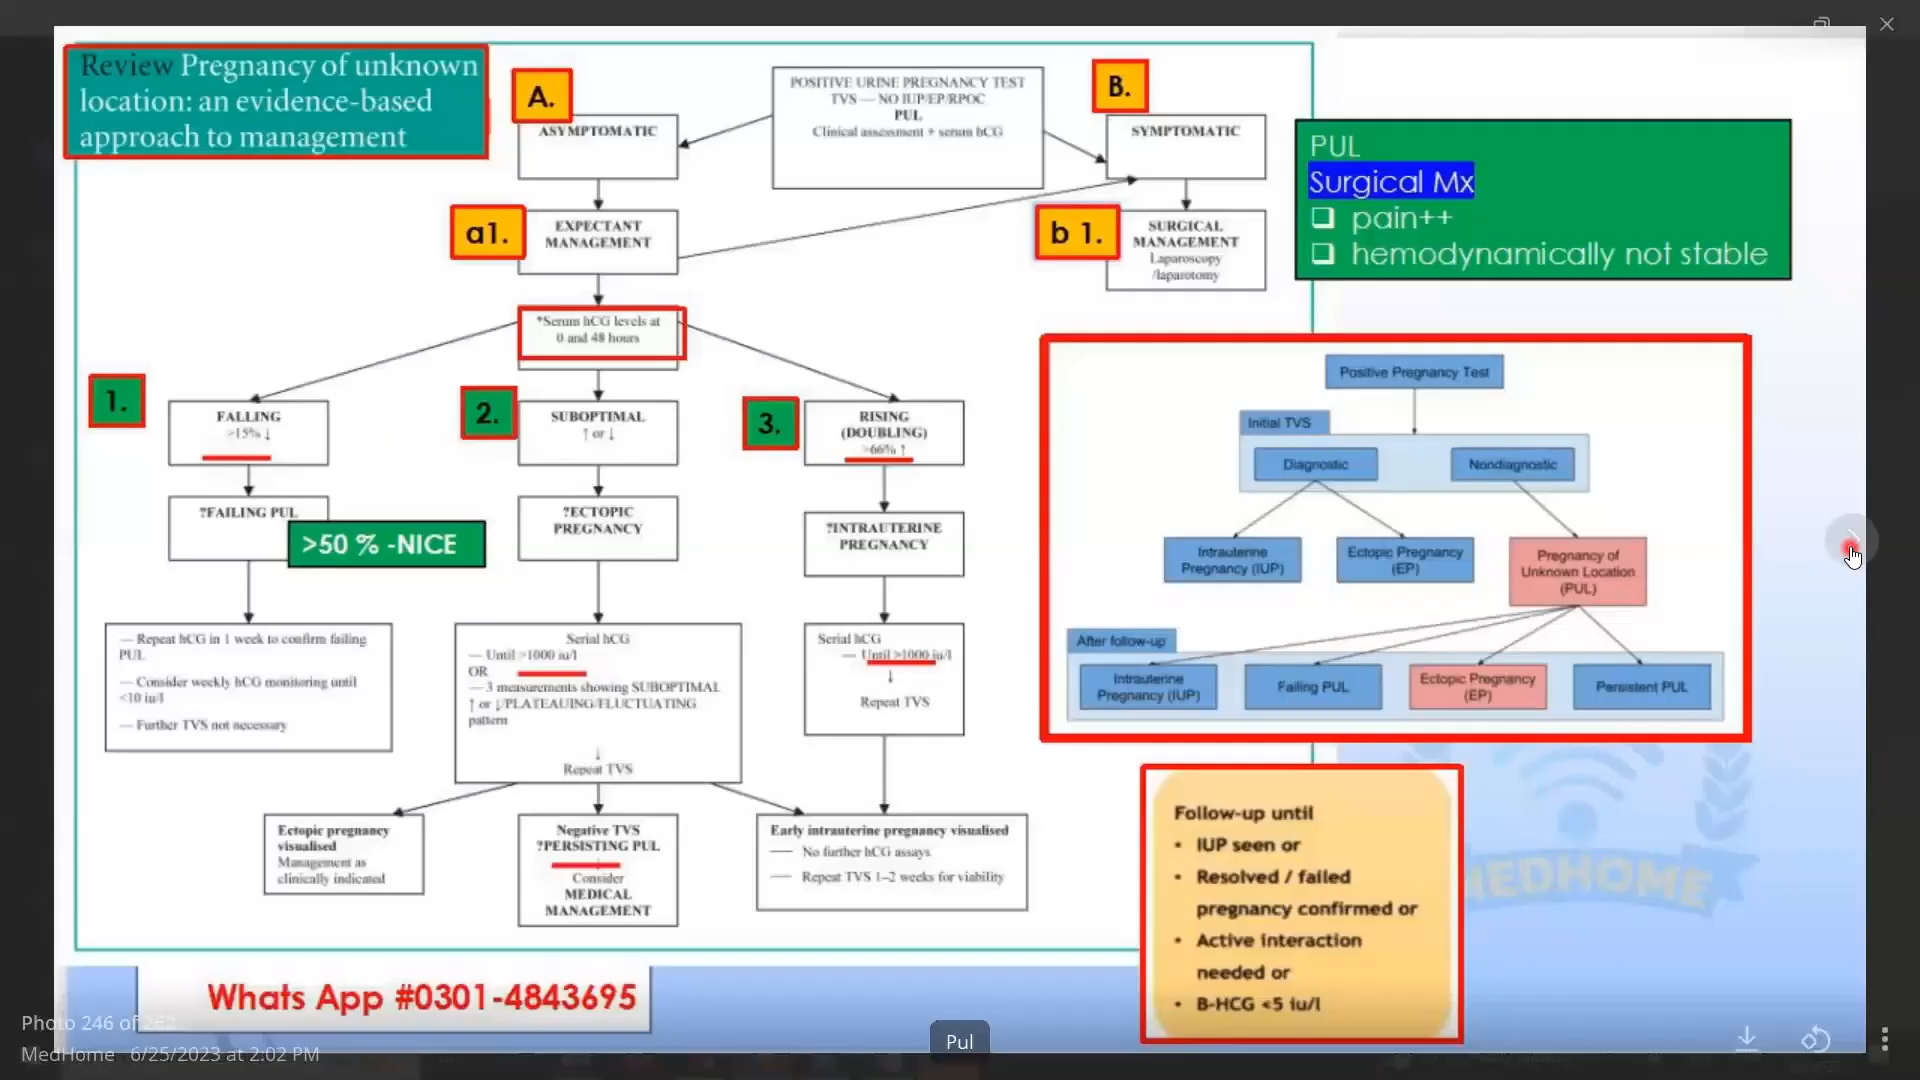 Review Pregnancy of unknown
location: an evidence-based
approach to management
A.
ASYMPTOMATIC
POSITIVE URINE PREGNANCY TEST
TVS — NO IUP/EP/RPOC
PUL
Clinical assessment + serum hCG
B.
SYMPTOMATIC
PUL
Surgical Mx
❑ pain++
❑ hemodynamically not stable
a1.
EXPECTANT
MANAGEMENT
b 1.
SURGICAL
MANAGEMENT
Laparoscopy
/laparotomy
*Serum hCG levels at
0 and 48 hours
1.
FALLING
>15% ↓
2.
SUBOPTIMAL
↑ or ↓
3.
RISING
(DOUBLING)
>66% ↑
?FAILING PUL
>50 % -NICE
?ECTOPIC
PREGNANCY
?INTRAUTERINE
PREGNANCY
— Repeat hCG in 1 week to confirm failing
PUL
— Consider weekly hCG monitoring until
<10 iu/l
— Further TVS not necessary
Serial hCG
— Until >1000 iu/l
OR
— 3 measurements showing SUBOPTIMAL
↑ or ↓/PLATEAUING/FLUCTUATING
pattern
↓
Repeat TVS
Serial hCG
— Until >1000 iu/l
↓
Repeat TVS
Ectopic pregnancy
visualised
Management as
clinically indicated
Negative TVS
?PERSISTING PUL
Consider
MEDICAL
MANAGEMENT
Early intrauterine pregnancy visualised
— No further hCG assays
— Repeat TVS 1–2 weeks for viability
Positive Pregnancy Test
Initial TVS
Diagnostic
Nondiagnostic
Intrauterine
Pregnancy (IUP)
Ectopic Pregnancy
(EP)
Pregnancy of
Unknown Location
(PUL)
After follow-up
Intrauterine
Pregnancy (IUP)
Failing PUL
Ectopic Pregnancy
(EP)
Persistent PUL
Follow-up until
• IUP seen or
• Resolved / failed
pregnancy confirmed or
• Active interaction
needed or
• B-HCG <5 iu/l
MEDHOME
Whats App #0301-4843695
Photo 246 of 262
MedHome 6/25/2023 at 2:02 PM
Pul